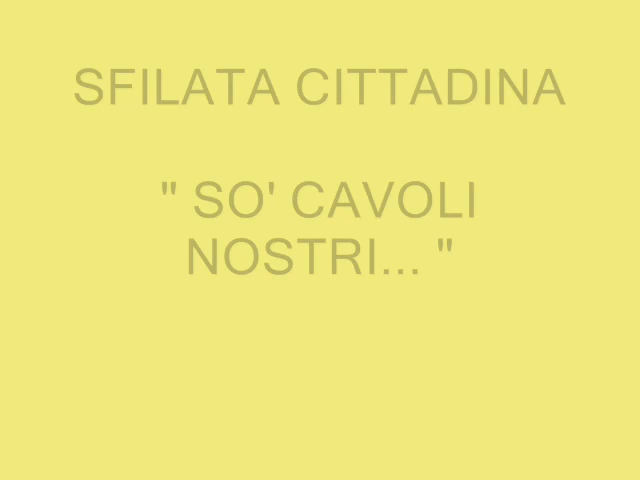 SFILATA CITTADINA
" SO' CAVOLI
NOSTRI... "